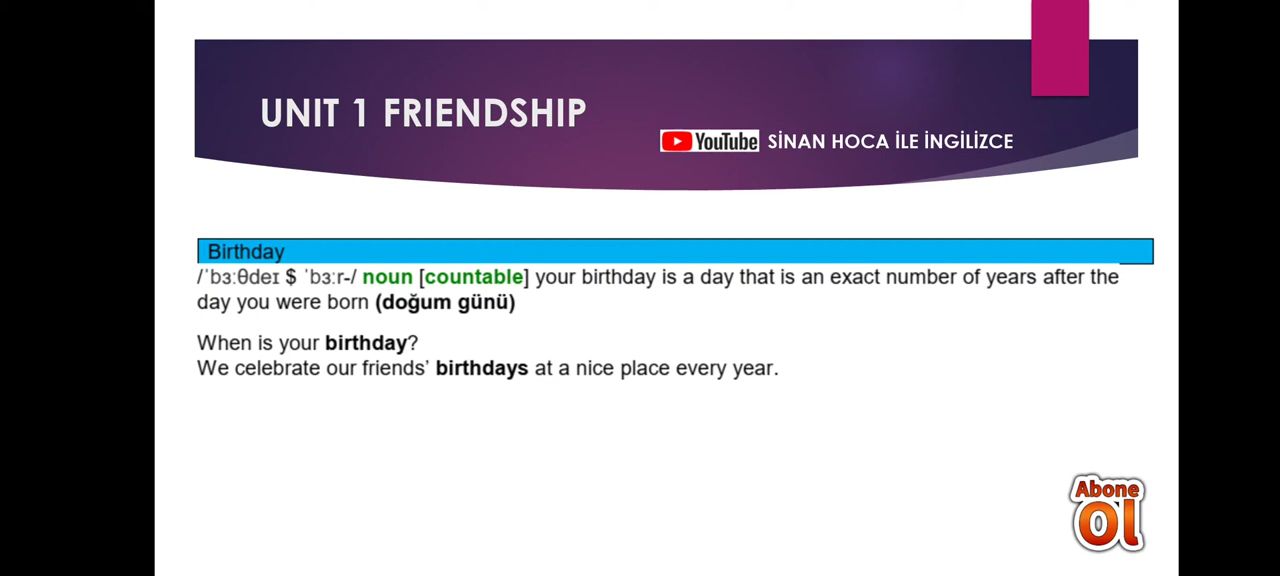 UNIT 1 FRIENDSHIP
YouTube SİNAN HOCA İLE İNGİLİZCE
Birthday
/ˈbɜːθdeɪ $ ˈbɜːr-/ noun [countable] your birthday is a day that is an exact number of years after the
day you were born (doğum günü)
When is your birthday?
We celebrate our friends’ birthdays at a nice place every year.
Abone
Ol